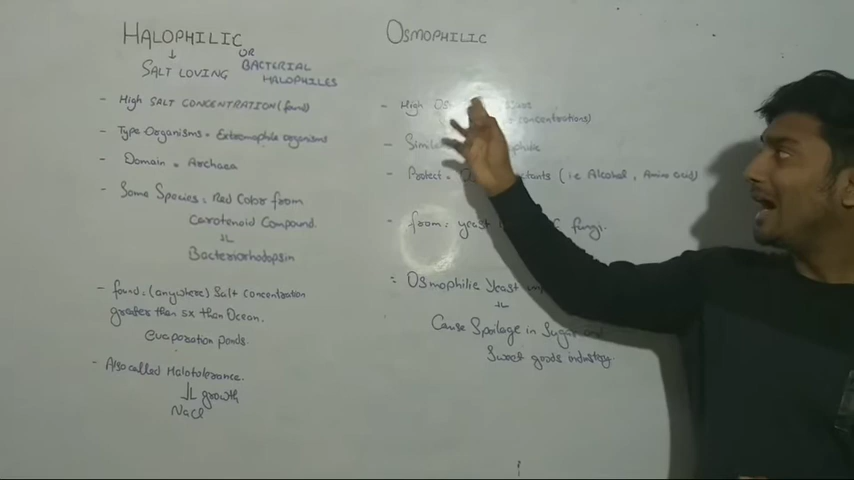 HALOPHILIC
OR
SALT LOVING
BACTERIAL
HALOPHILES
- HIGH SALT CONCENTRATION (found)
- Type Organisms = Extremophile organisms
- DOMAIN = Archaea
- Some Species: Red Color from
Carotenoid Compound
Bacteriorhodopsin
- found: (anywhere) Salt concentration
greater than 5x than Ocean.
evaporation ponds.
- Also called Halotolerance.
growth
NaCl
OSMOPHILIC
- High
concentrations)
-
- Protect = (i.e Alcohol, Amino acid)
- from: yeast fungi.
Osmophilic Yeast
Cause Spoilage in Sugar and
Sweet goods industry.